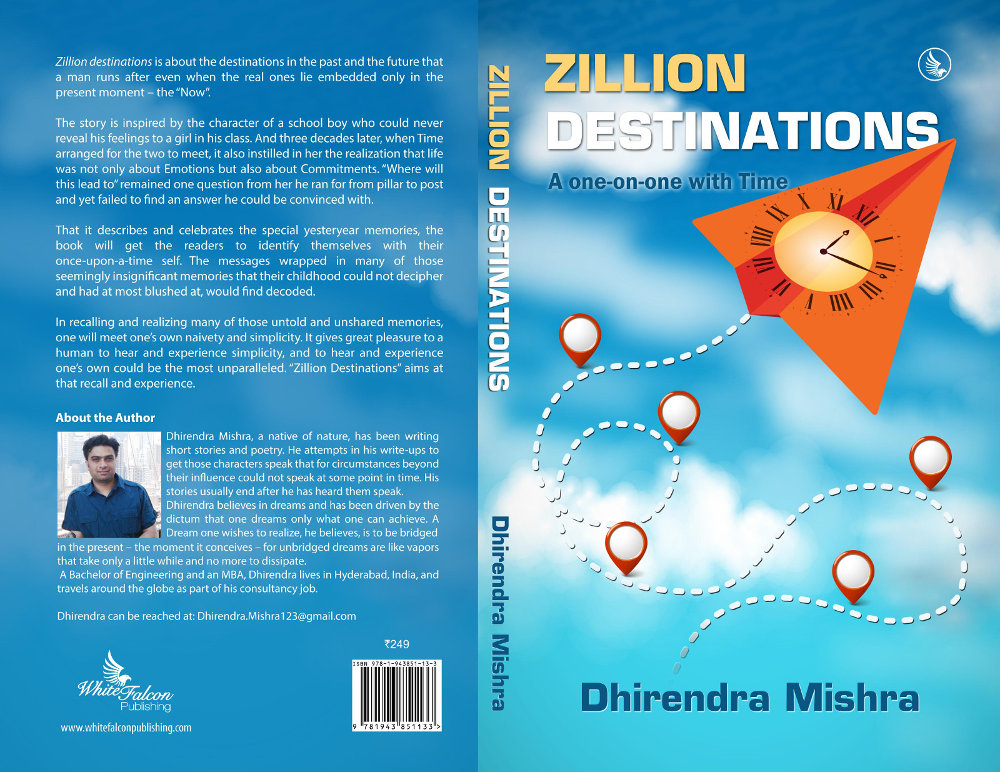 Zillion destinations is about the destinations in the past and the future that
a man runs after even when the real ones lie embedded only in the
present moment – the “Now”.
The story is inspired by the character of a school boy who could never
reveal his feelings to a girl in his class. And three decades later, when Time
arranged for the two to meet, it also instilled in her the realization that life
was not only about Emotions but also about Commitments. “Where will
this lead to” remained one question from her he ran for from pillar to post
and yet failed to find an answer he could be convinced with.
That it describes and celebrates the special yesteryear memories, the
book will get the readers to identify themselves with their
once-upon-a-time self. The messages wrapped in many of those
seemingly insignificant memories that their childhood could not decipher
and had at most blushed at, would find decoded.
In recalling and realizing many of those untold and unshared memories,
one will meet one’s own naivety and simplicity. It gives great pleasure to a
human to hear and experience simplicity, and to hear and experience
one’s own could be the most unparalleled. “Zillion Destinations” aims at
that recall and experience.
About the Author
Dhirendra Mishra, a native of nature, has been writing
short stories and poetry. He attempts in his write-ups to
get those characters speak that for circumstances beyond
their influence could not speak at some point in time. His
stories usually end after he has heard them speak.
Dhirendra believes in dreams and has been driven by the
dictum that one dreams only what one can achieve. A
Dream one wishes to realize, he believes, is to be bridged
in the present – the moment it conceives – for unbridged dreams are like vapors
that take only a little while and no more to dissipate.
A Bachelor of Engineering and an MBA, Dhirendra lives in Hyderabad, India, and
travels around the globe as part of his consultancy job.
Dhirendra can be reached at: Dhirendra.Mishra123@gmail.com
₹249
ISBN 978-1-943851-13-3
9 781943 851133 >
White Falcon
Publishing
www.whitefalconpublishing.com
ZILLION DESTINATIONS
Dhirendra Mishra
ZILLION
DESTINATIONS
A one-on-one with Time
XII
I
II
III
IIII
V
VI
VII
VIII
IX
X
XI
Dhirendra Mishra